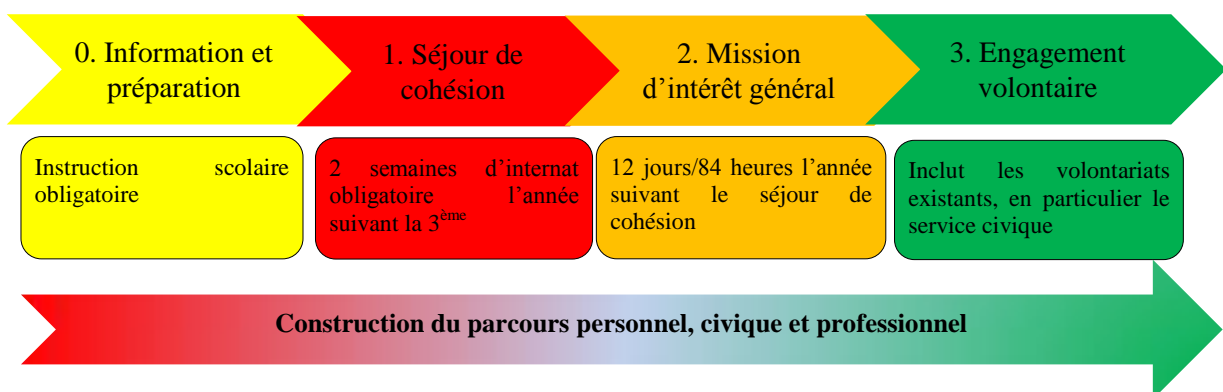 0. Information et
préparation
1. Séjour de
cohésion
2. Mission
d'intérêt général
3. Engagement
volontaire
Instruction scolaire
obligatoire
2 semaines d'internat
obligatoire l'année
suivant la 3ème
12 jours/84 heures l'année
suivant le séjour de
cohésion
Inclut les volontariats
existants, en particulier le
service civique
Construction du parcours personnel, civique et professionnel